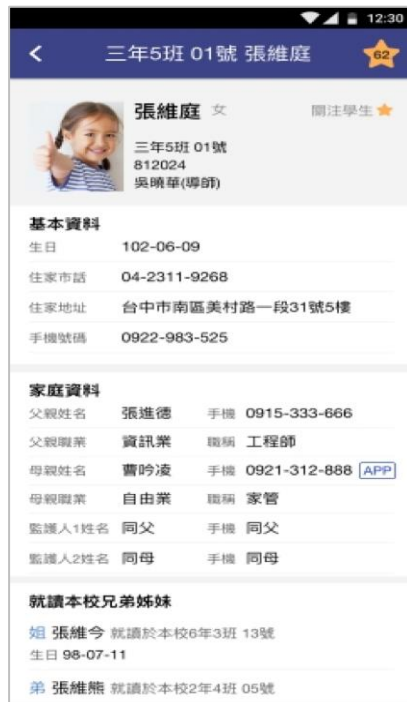 12:30
三年5班 01號 張維庭
62
張維庭 女 關注學生
三年5班 01號
812024
吳曉華(導師)
基本資料
生日 102-06-09
住家市話 04-2311-9268
住家地址 台中市南區美村路一段31號5樓
手機號碼 0922-983-525
家庭資料
父親姓名 張進德 手機 0915-333-666
父親職業 資訊業 職稱 工程師
母親姓名 曹吟凌 手機 0921-312-888 APP
母親職業 自由業 職稱 家管
監護人1姓名 同父 手機 同父
監護人2姓名 同母 手機 同母
就讀本校兄弟姊妹
姐 張維今 就讀於本校6年3班 13號
生日 98-07-11
弟 張維熊 就讀於本校2年4班 05號